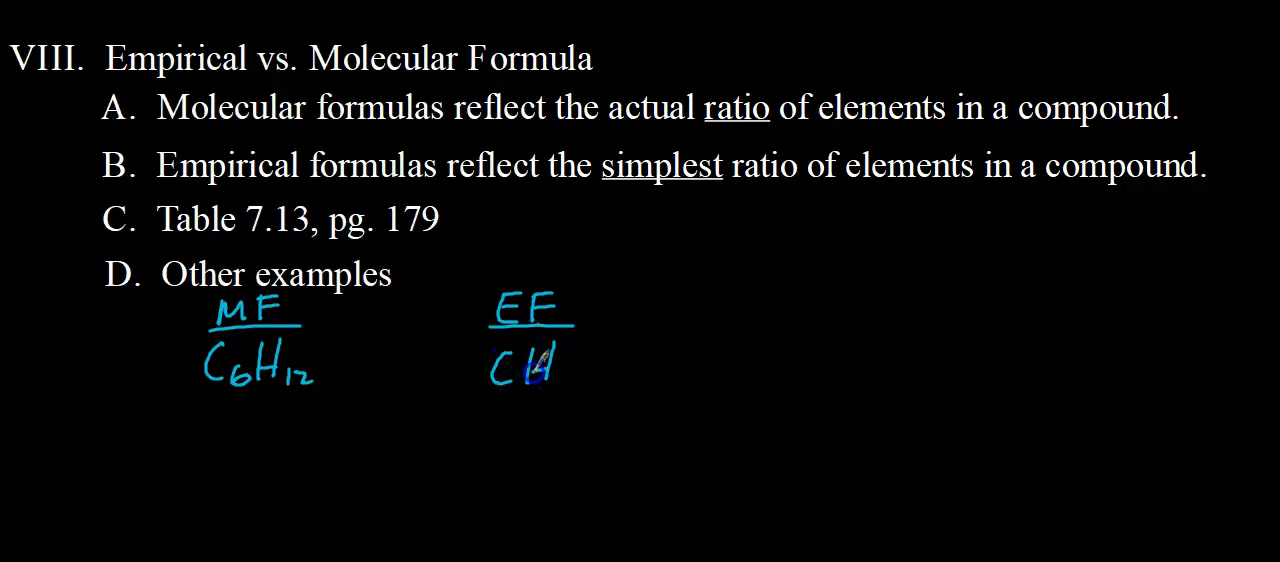 VIII. Empirical vs. Molecular Formula
A. Molecular formulas reflect the actual ratio of elements in a compound.
B. Empirical formulas reflect the simplest ratio of elements in a compound.
C. Table 7.13, pg. 179
D. Other examples
MF EF
C₆H₁₂ CH